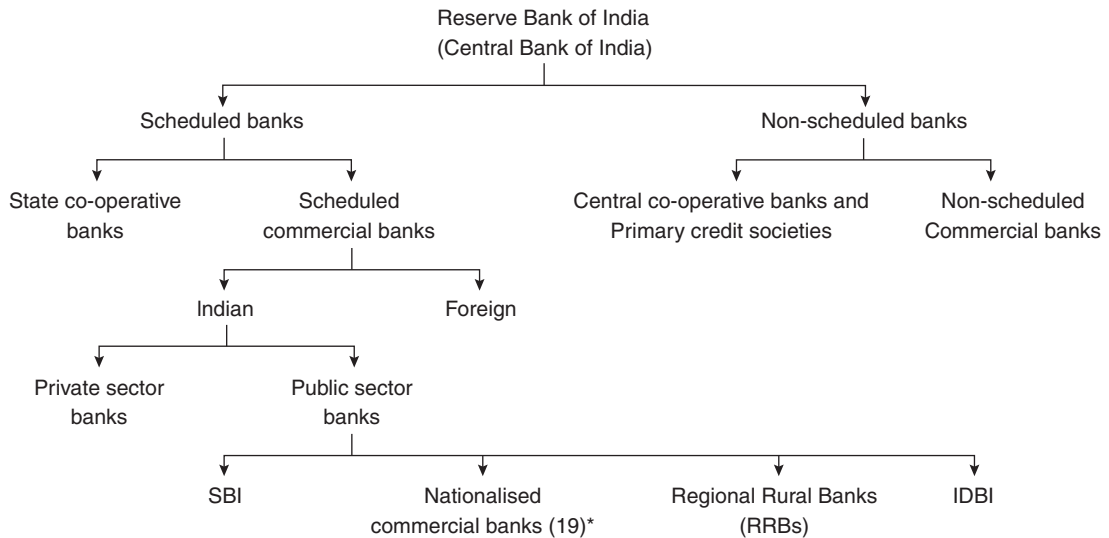 Reserve Bank of India
(Central Bank of India)
Scheduled banks
Non-scheduled banks
State co-operative
banks
Scheduled
commercial banks
Central co-operative banks and
Primary credit societies
Non-scheduled
Commercial banks
Indian
Foreign
Private sector
banks
Public sector
banks
SBI
Nationalised
commercial banks (19)*
Regional Rural Banks
(RRBs)
IDBI